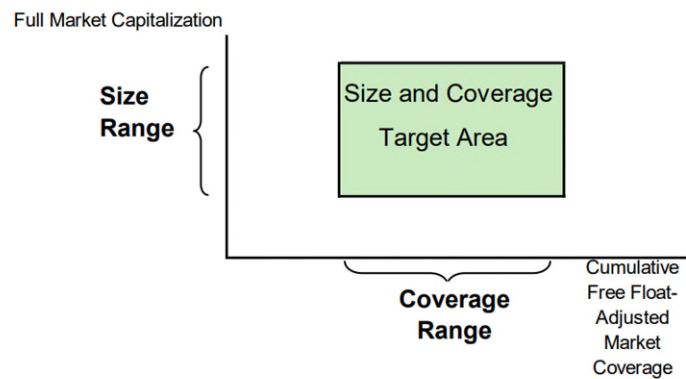 Full Market Capitalization
Size
Range
Size and Coverage
Target Area
Coverage
Range
Cumulative
Free Float-
Adjusted
Market
Coverage